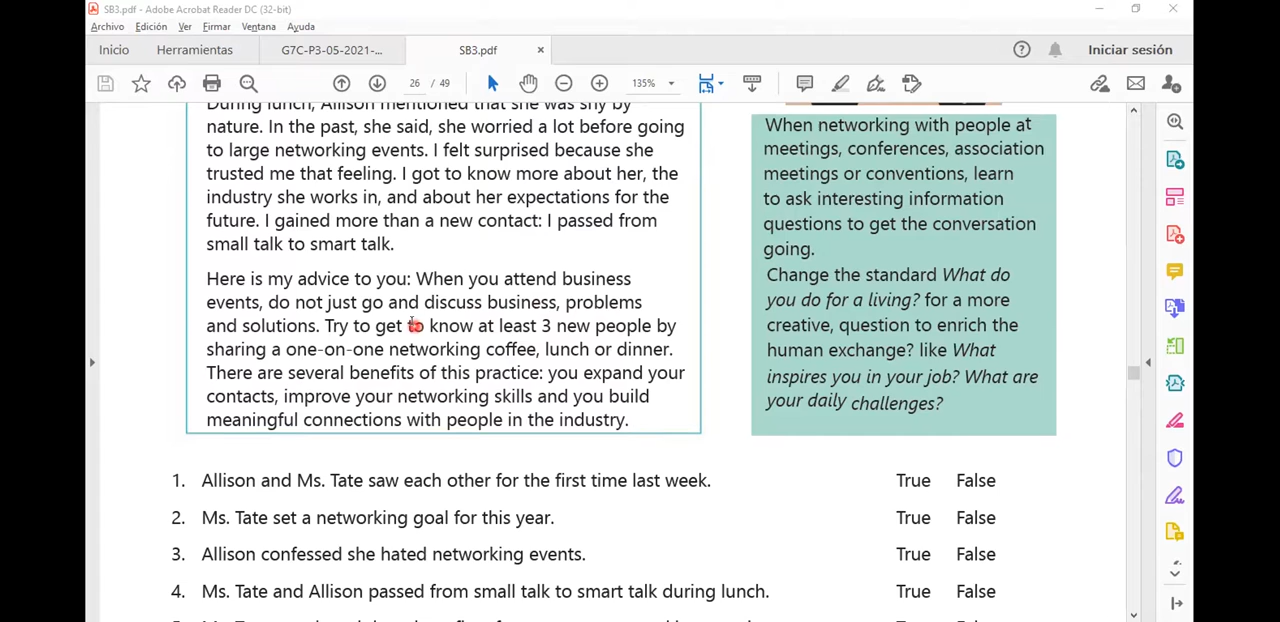 SB3.pdf - Adobe Acrobat Reader DC (32-bit)
Archivo Edición Ver Firmar Ventana Ayuda
Inicio Herramientas G7C-P3-05-2021-... SB3.pdf × Iniciar sesión
26 / 49 135%
During lunch, Allison mentioned that she was shy by
nature. In the past, she said, she worried a lot before going
to large networking events. I felt surprised because she
trusted me that feeling. I got to know more about her, the
industry she works in, and about her expectations for the
future. I gained more than a new contact: I passed from
small talk to smart talk.
Here is my advice to you: When you attend business
events, do not just go and discuss business, problems
and solutions. Try to get to know at least 3 new people by
sharing a one-on-one networking coffee, lunch or dinner.
There are several benefits of this practice: you expand your
contacts, improve your networking skills and you build
meaningful connections with people in the industry.
When networking with people at
meetings, conferences, association
meetings or conventions, learn
to ask interesting information
questions to get the conversation
going.
Change the standard What do
you do for a living? for a more
creative, question to enrich the
human exchange? like What
inspires you in your job? What are
your daily challenges?
1. Allison and Ms. Tate saw each other for the first time last week. True False
2. Ms. Tate set a networking goal for this year. True False
3. Allison confessed she hated networking events. True False
4. Ms. Tate and Allison passed from small talk to smart talk during lunch. True False